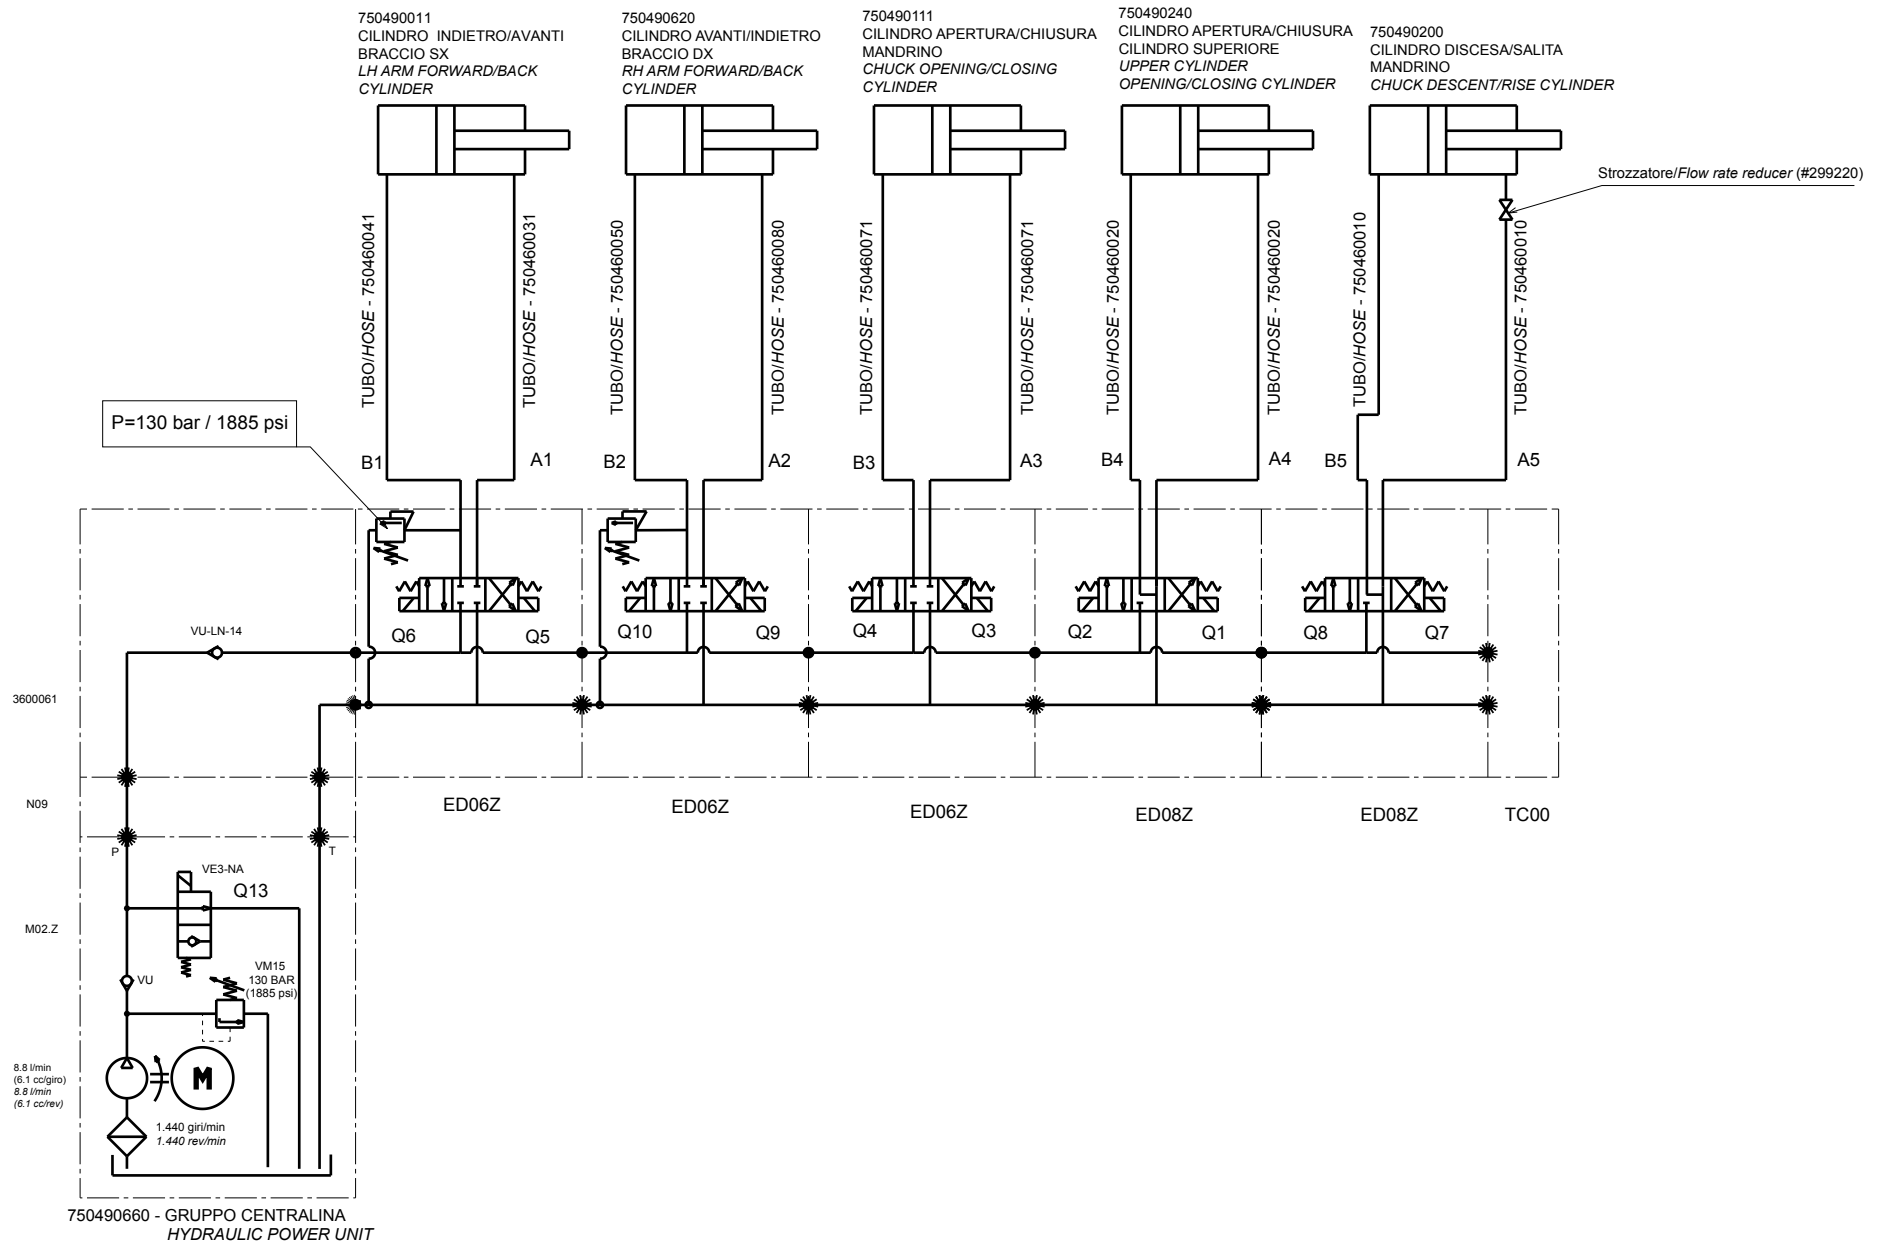 750490011
CILINDRO INDIETRO/AVANTI
BRACCIO SX
LH ARM FORWARD/BACK
CYLINDER
750490620
CILINDRO AVANTI/INDIETRO
BRACCIO DX
RH ARM FORWARD/BACK
CYLINDER
750490111
CILINDRO APERTURA/CHIUSURA
MANDRINO
CHUCK OPENING/CLOSING
CYLINDER
750490240
CILINDRO APERTURA/CHIUSURA
CILINDRO SUPERIORE
UPPER CYLINDER
OPENING/CLOSING CYLINDER
750490200
CILINDRO DISCESA/SALITA
MANDRINO
CHUCK DESCENT/RISE CYLINDER
Strozzatore/Flow rate reducer (#299220)
TUBO/HOSE - 750460041
TUBO/HOSE - 750460031
TUBO/HOSE - 750460050
TUBO/HOSE - 750460080
TUBO/HOSE - 750460071
TUBO/HOSE - 750460071
TUBO/HOSE - 750460020
TUBO/HOSE - 750460020
TUBO/HOSE - 750460010
TUBO/HOSE - 750460010
P=130 bar / 1885 psi
B1
A1
B2
A2
B3
A3
B4
A4
B5
A5
Q6
Q5
Q10
Q9
Q4
Q3
Q2
Q1
Q8
Q7
VU-LN-14
3600061
N09
ED06Z
ED06Z
ED06Z
ED08Z
ED08Z
TC00
P
T
VE3-NA
Q13
M02.Z
VU
VM15
130 BAR
(1885 psi)
8.8 l/min
(6.1 cc/giro)
8.8 l/min
(6.1 cc/rev)
M
1.440 giri/min
1.440 rev/min
750490660 - GRUPPO CENTRALINA
HYDRAULIC POWER UNIT